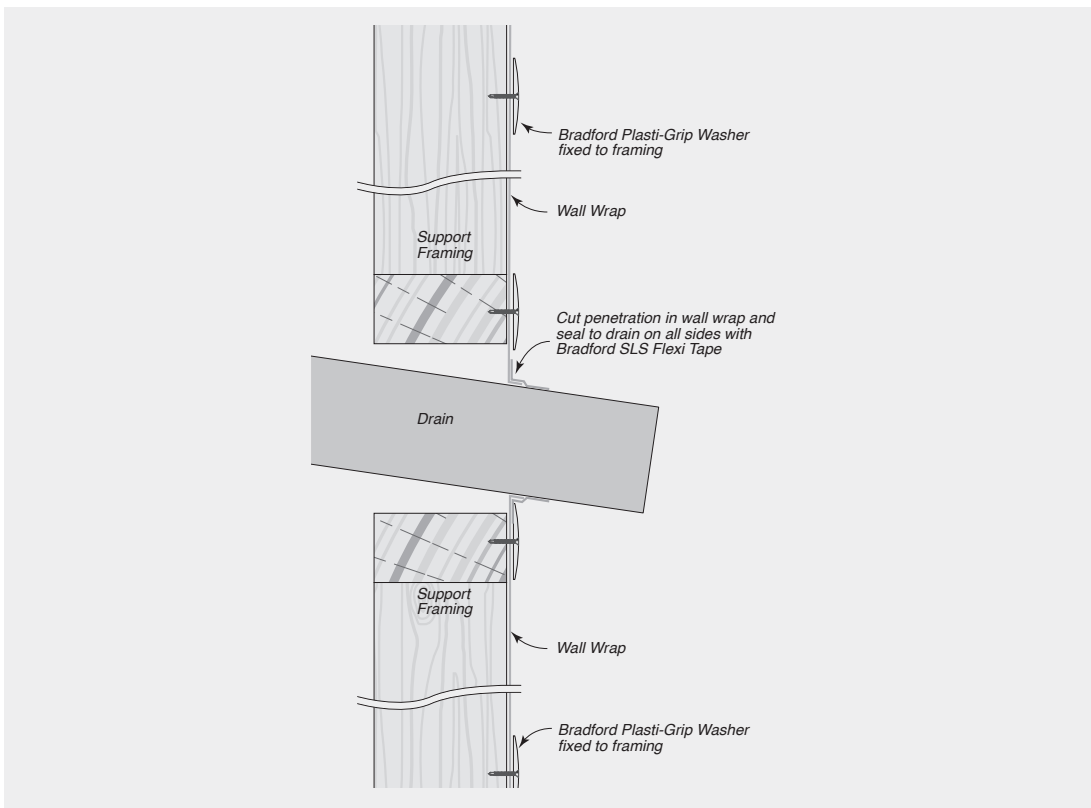 Bradford Plasti-Grip Washer
fixed to framing
Wall Wrap
Support
Framing
Cut penetration in wall wrap and
seal to drain on all sides with
Bradford SLS Flexi Tape
Drain
Support
Framing
Wall Wrap
Bradford Plasti-Grip Washer
fixed to framing